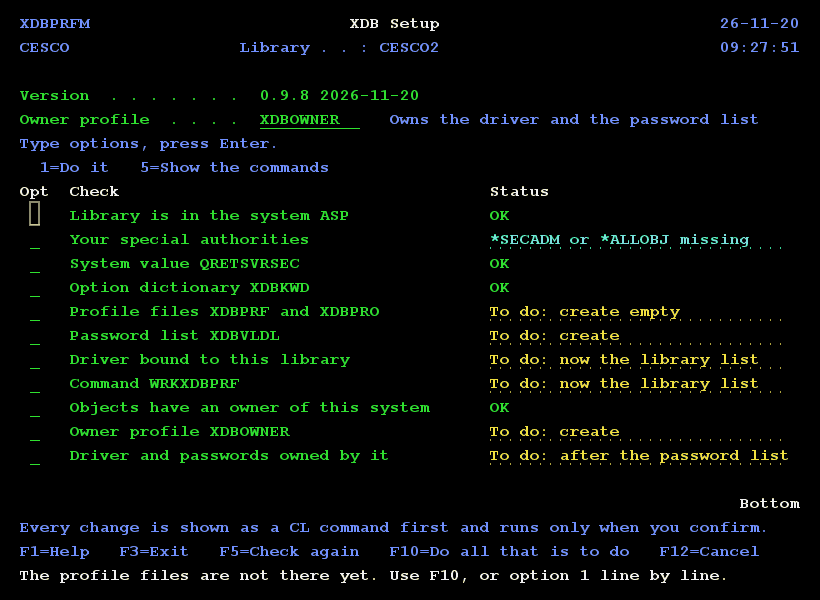 XDBPRFM XDB Setup 26-11-20
CESCO Library . . : CESCO2 09:27:51
Version . . . . . . . 0.9.8 2026-11-20
Owner profile . . . . XDBOWNER Owns the driver and the password list
Type options, press Enter.
1=Do it 5=Show the commands
Opt Check Status
Library is in the system ASP OK
_ Your special authorities *SECADM or *ALLOBJ missing
_ System value QRETSVRSEC OK
_ Option dictionary XDBKWD OK
_ Profile files XDBPRF and XDBPRO To do: create empty
_ Password list XDBVLDL To do: create
_ Driver bound to this library To do: now the library list
_ Command WRKXDBPRF To do: now the library list
_ Objects have an owner of this system OK
_ Owner profile XDBOWNER To do: create
_ Driver and passwords owned by it To do: after the password list
Bottom
Every change is shown as a CL command first and runs only when you confirm.
F1=Help F3=Exit F5=Check again F10=Do all that is to do F12=Cancel
The profile files are not there yet. Use F10, or option 1 line by line.